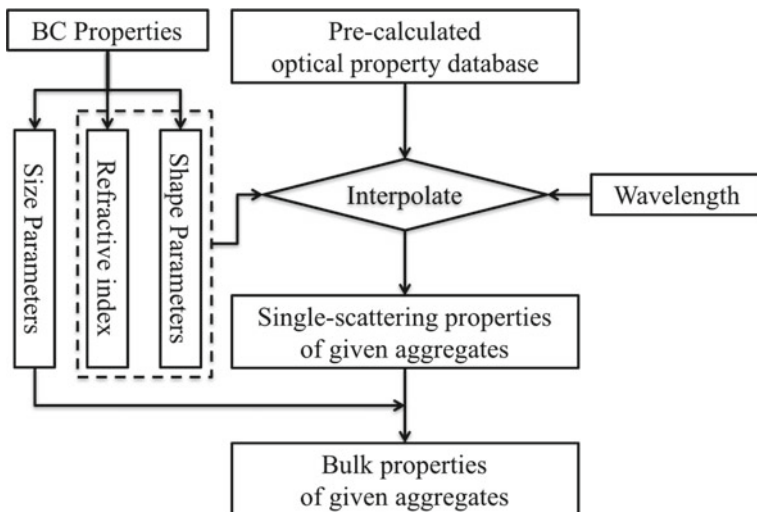 BC Properties
Pre-calculated
optical property database
Size Parameters
Refractive index
Shape Parameters
Interpolate
Wavelength
Single-scattering properties
of given aggregates
Bulk properties
of given aggregates